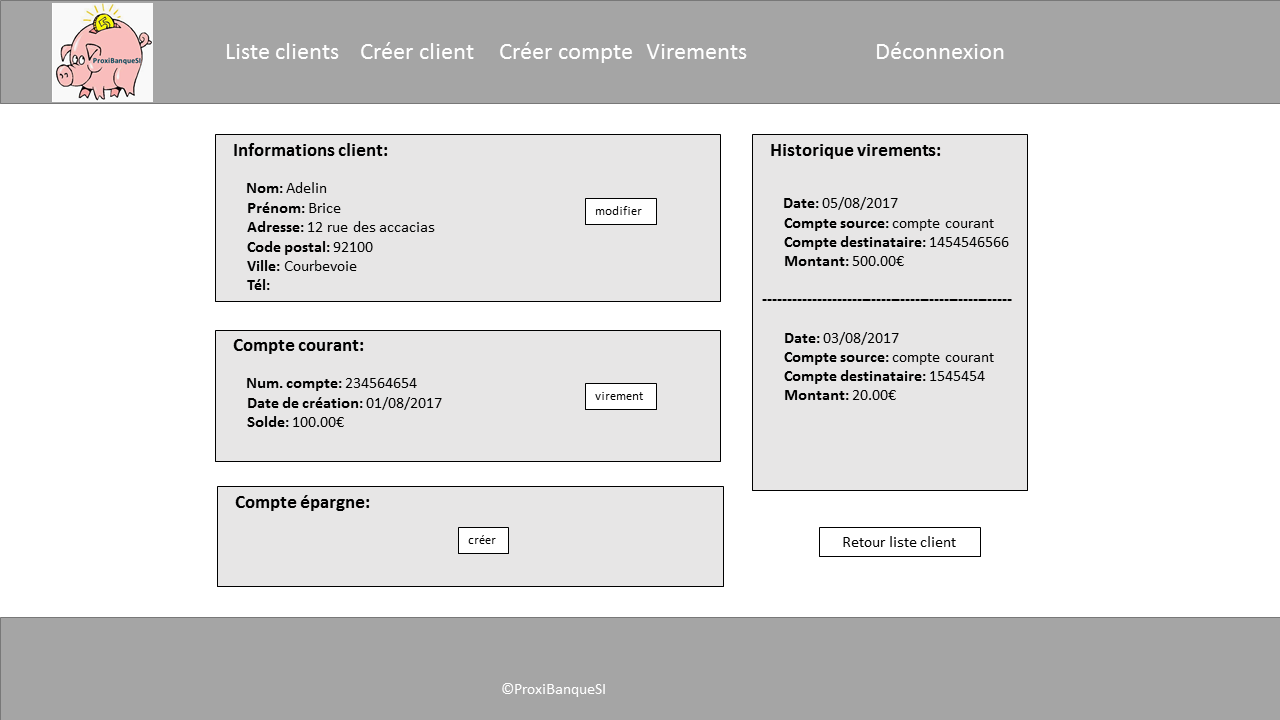 ProxiBanqueSI
Liste clients Créer client Créer compte Virements Déconnexion
Informations client:
Nom: Adelin
Prénom: Brice
Adresse: 12 rue des accacias
Code postal: 92100
Ville: Courbevoie
Tél:
modifier
Compte courant:
Num. compte: 234564654
Date de création: 01/08/2017
Solde: 100.00€
virement
Compte épargne:
créer
Historique virements:
Date: 05/08/2017
Compte source: compte courant
Compte destinataire: 1454546566
Montant: 500.00€
--------------------------------------------------
Date: 03/08/2017
Compte source: compte courant
Compte destinataire: 1545454
Montant: 20.00€
Retour liste client
©ProxiBanqueSI